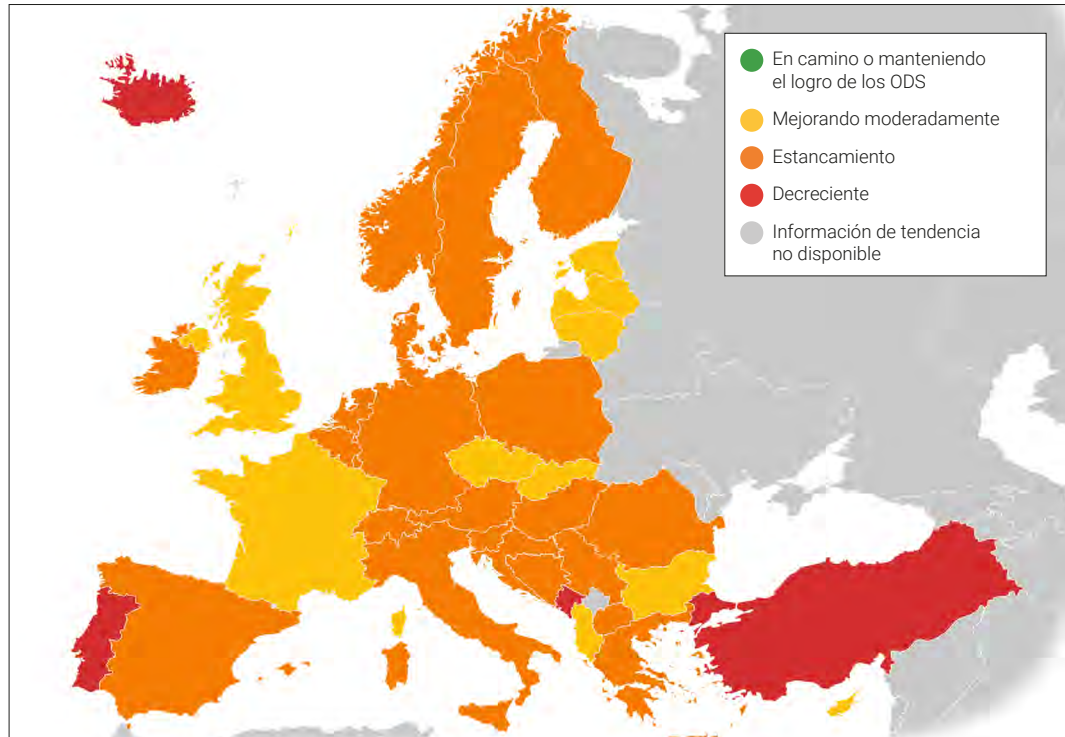 En camino o manteniendo
el logro de los ODS
Mejorando moderadamente
Estancamiento
Decreciente
Información de tendencia
no disponible